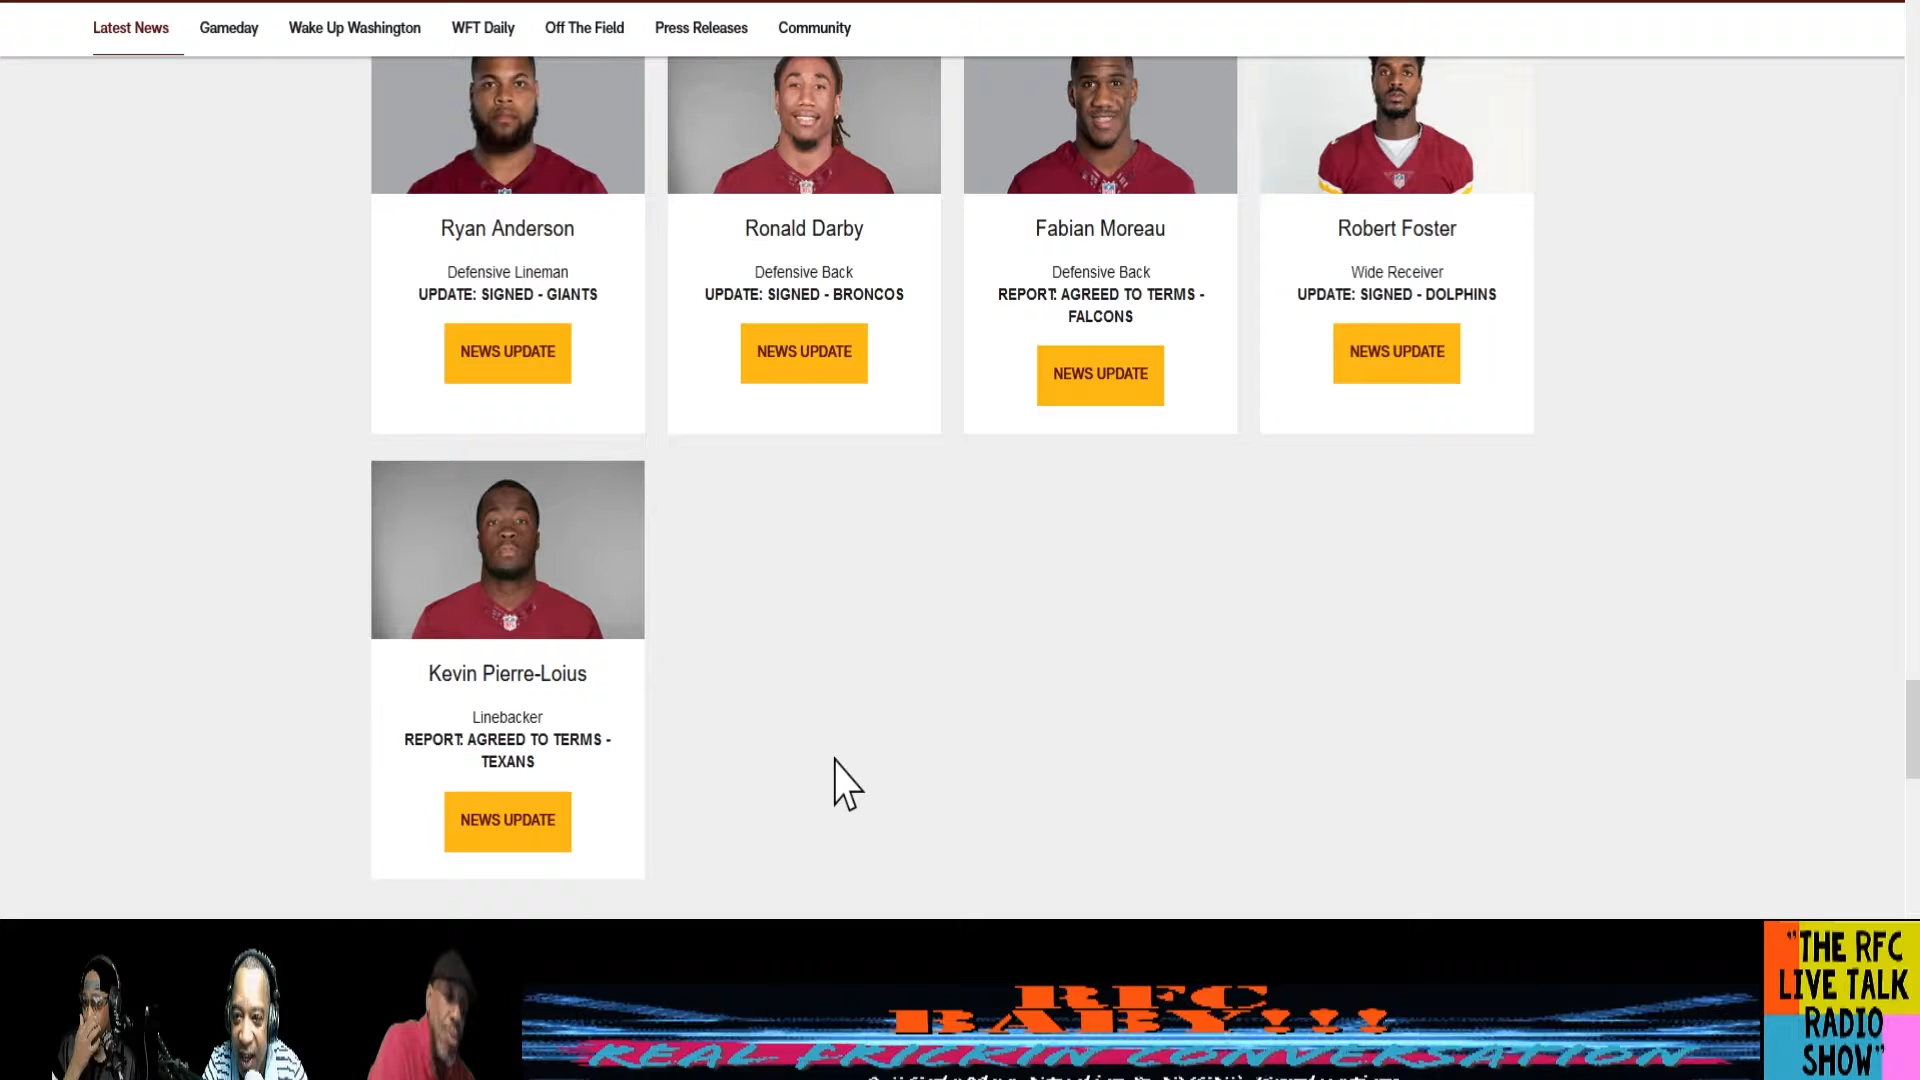 Latest News Gameday Wake Up Washington WFT Daily Off The Field Press Releases Community
Ryan Anderson
Defensive Lineman
UPDATE: SIGNED - GIANTS
NEWS UPDATE
Ronald Darby
Defensive Back
UPDATE: SIGNED - BRONCOS
NEWS UPDATE
Fabian Moreau
Defensive Back
REPORT: AGREED TO TERMS -
FALCONS
NEWS UPDATE
Robert Foster
Wide Receiver
UPDATE: SIGNED - DOLPHINS
NEWS UPDATE
Kevin Pierre-Loius
Linebacker
REPORT: AGREED TO TERMS -
TEXANS
NEWS UPDATE
RFC
BABY!!!
REAL FRICKIN CONVERSATION
"THE RFC
LIVE TALK
RADIO
SHOW"